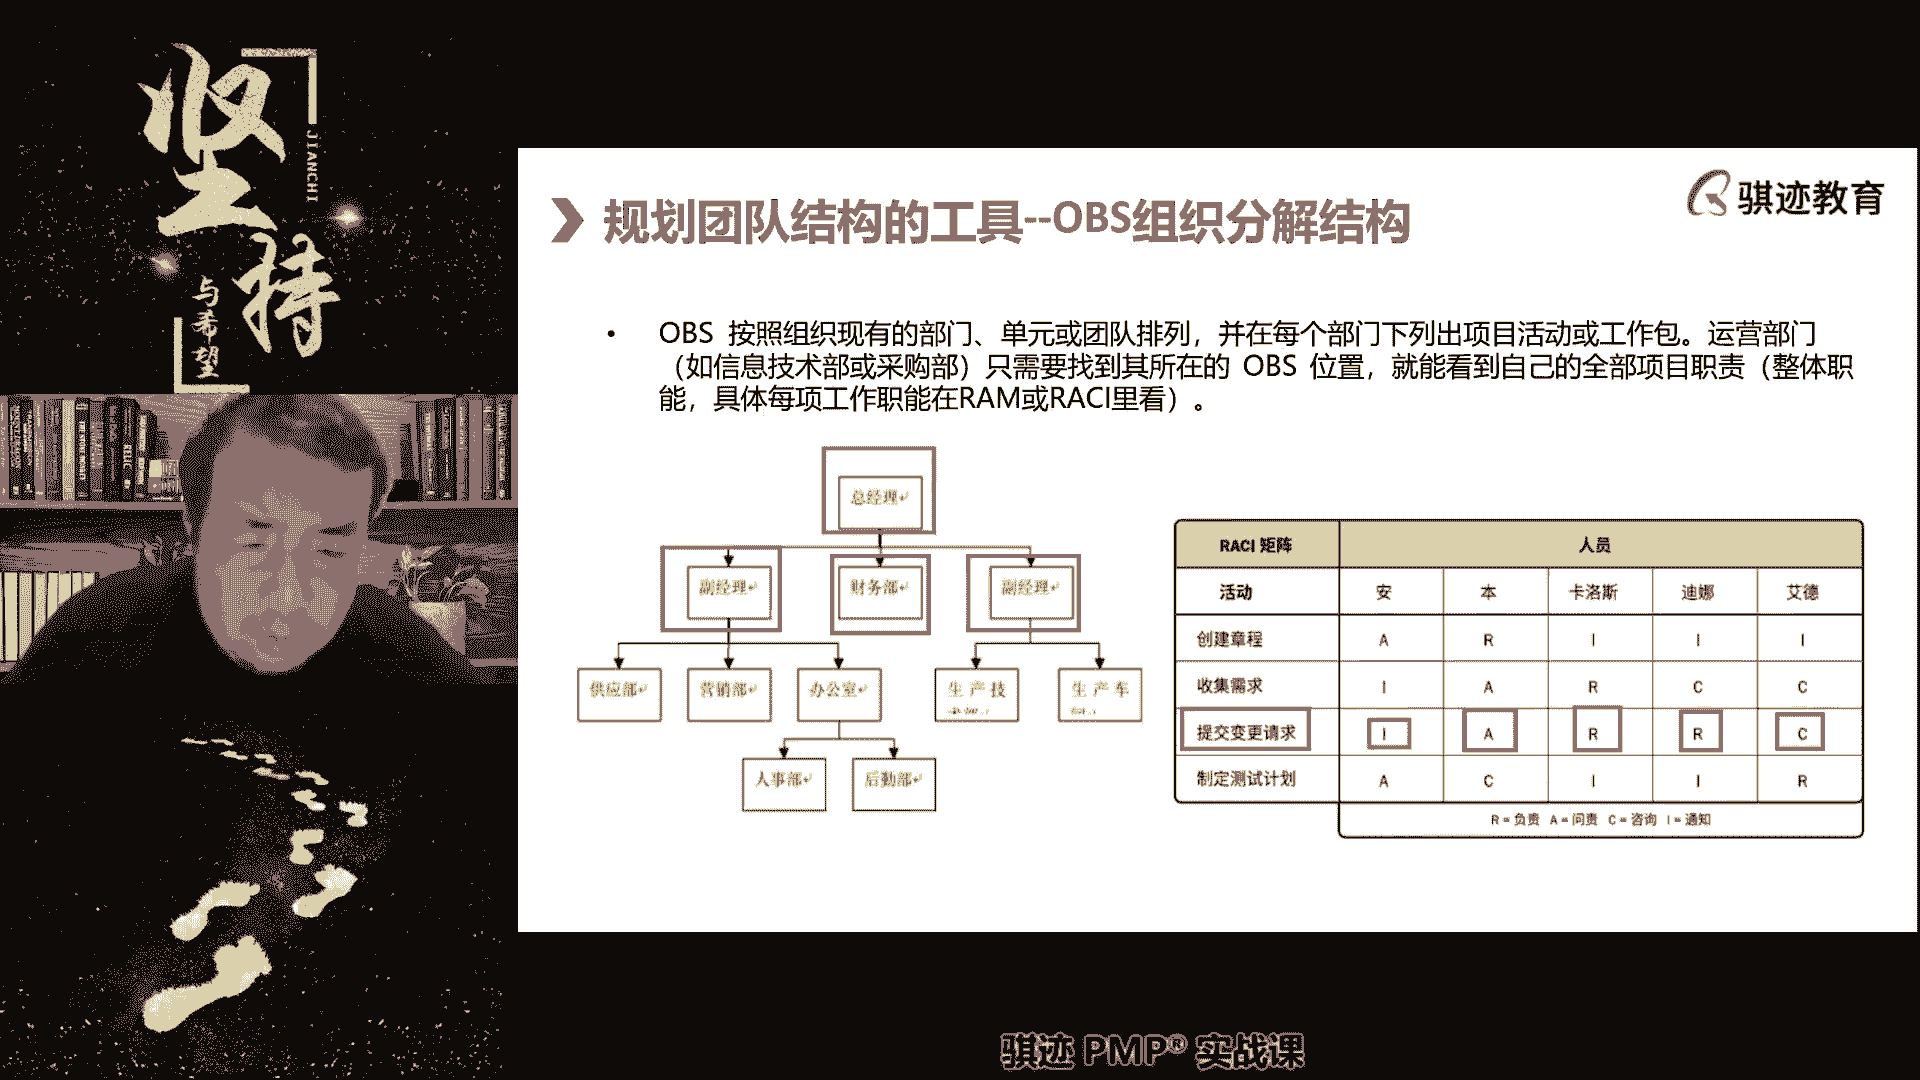 坚持
JIANCHI
与希望
骐迹教育
规划团队结构的工具--OBS组织分解结构
• OBS 按照组织现有的部门、单元或团队排列，并在每个部门下列出项目活动或工作包。运营部门
（如信息技术部或采购部）只需要找到其所在的 OBS 位置，就能看到自己的全部项目职责（整体职
能，具体每项工作职能在RAM或RACI里看）。
总经理
副经理 财务部 副经理
供应部 营销部 办公室 生产技 生产车
人事部 后勤部
RACI 矩阵 人员
活动 安 本 卡洛斯 迪娜 艾德
创建章程 A R I I I
收集需求 I A R C C
提交变更请求 I A R R C
制定测试计划 A C I I R
R = 负责 A = 问责 C = 咨询 I = 通知
骐迹 PMP® 实战课